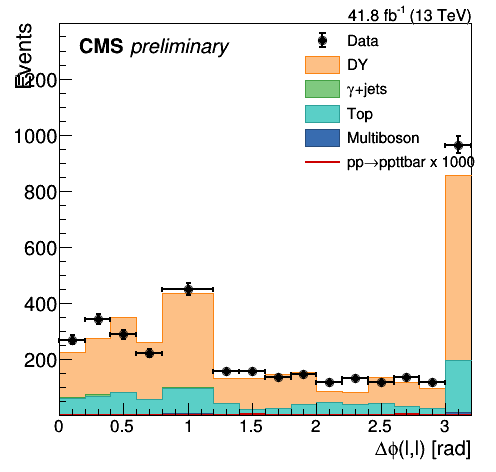 41.8 fb⁻¹ (13 TeV)
CMS preliminary
Data
DY
γ+jets
Top
Multiboson
pp→ppttbar x 1000
Events
1200
1000
800
600
400
200
0 0.5 1 1.5 2 2.5 3
Δϕ(l,l) [rad]